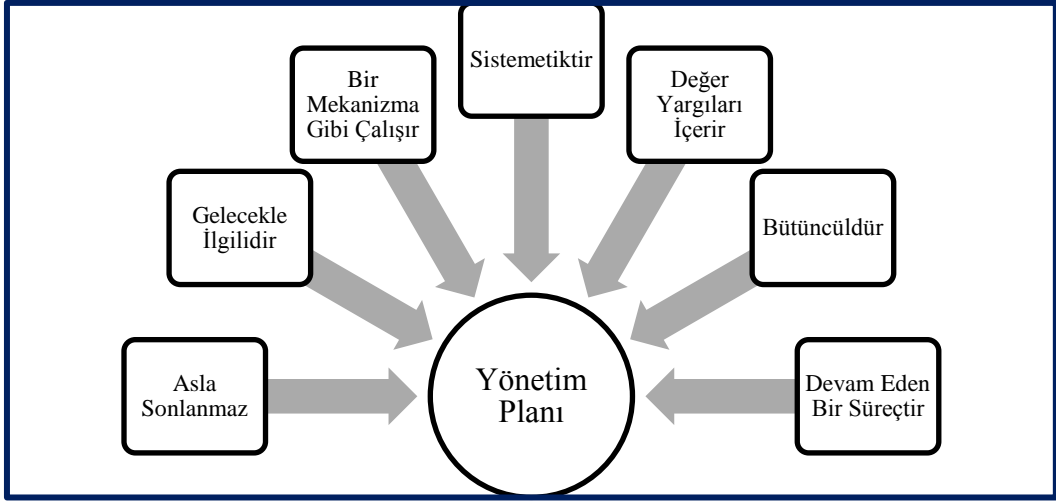 Sistemetiktir
Bir
Mekanizma
Gibi Çalışır
Değer
Yargıları
İçerir
Gelecekle
İlgilidir
Bütüncüldür
Asla
Sonlanmaz
Yönetim
Planı
Devam Eden
Bir Süreçtir